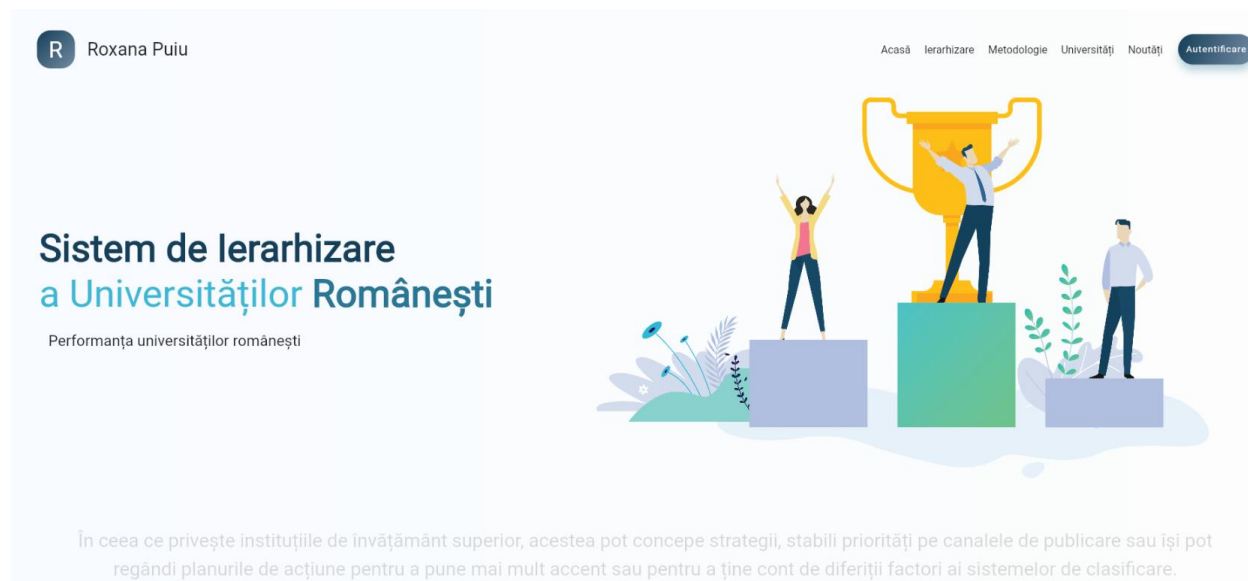 R Roxana Puiu
Acasă Ierarhizare Metodologie Universități Noutăți Autentificare
Sistem de Ierarhizare
a Universităților Românești
Performanța universităților românești
În ceea ce privește instituțiile de învățământ superior, acestea pot concepe strategii, stabili priorități pe canalele de publicare sau își pot
regândi planurile de acțiune pentru a pune mai mult accent sau pentru a ține cont de diferiții factori ai sistemelor de clasificare.